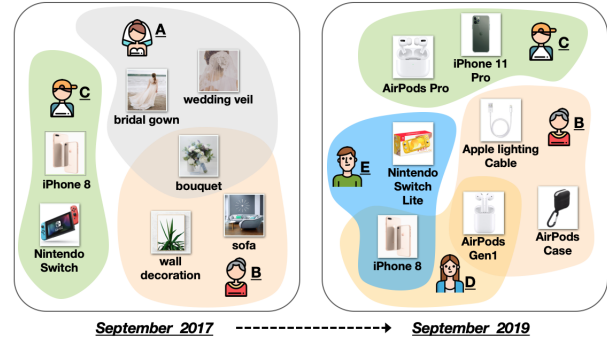 A
wedding veil
bridal gown
C
iPhone 8
bouquet
Nintendo
Switch
wall
decoration
sofa
B
September 2017
iPhone 11
Pro
C
AirPods Pro
B
Apple lighting
Cable
E
Nintendo
Switch
Lite
iPhone 8
AirPods
Gen1
AirPods
Case
D
September 2019